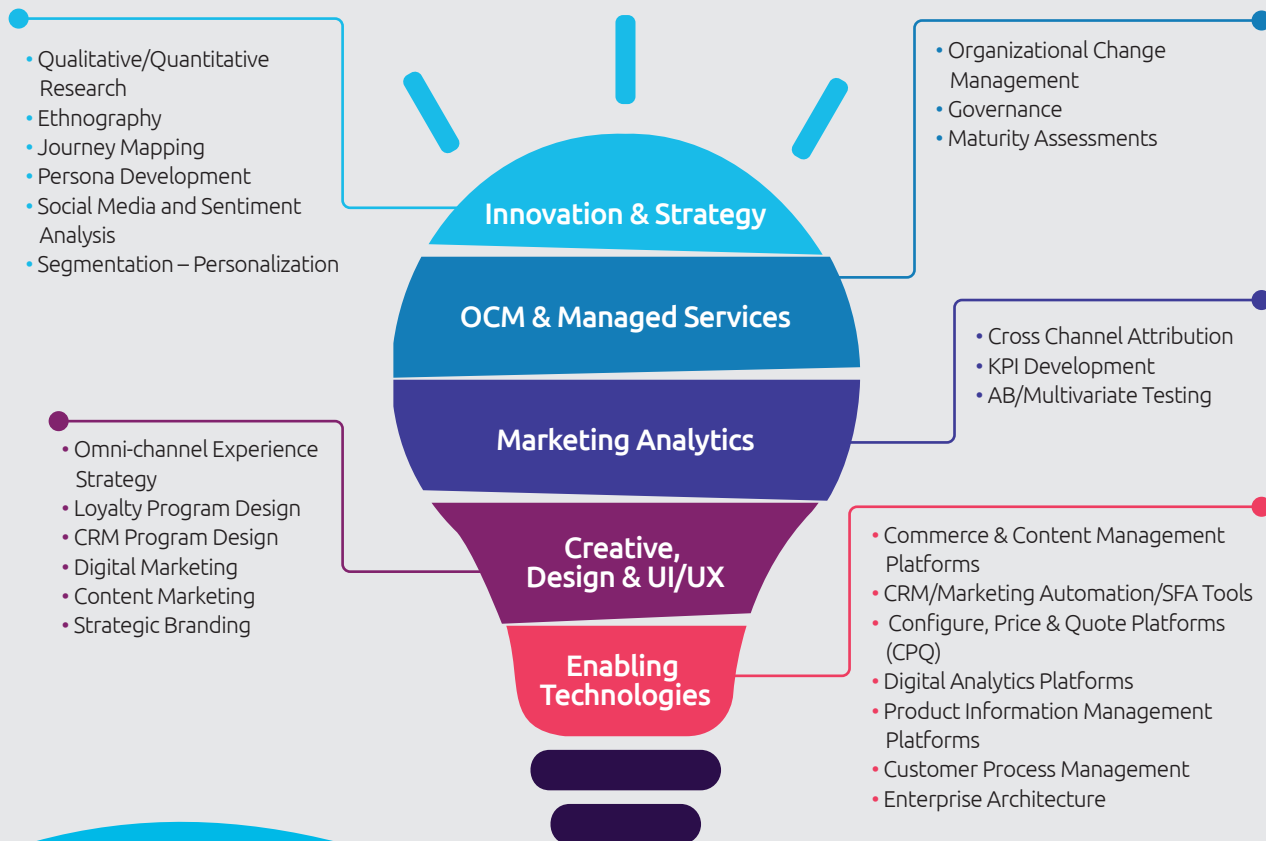 • Qualitative/Quantitative
Research
• Ethnography
• Journey Mapping
• Persona Development
• Social Media and Sentiment
Analysis
• Segmentation – Personalization
• Organizational Change
Management
• Governance
• Maturity Assessments
Innovation & Strategy
OCM & Managed Services
• Cross Channel Attribution
• KPI Development
• AB/Multivariate Testing
Marketing Analytics
• Omni-channel Experience
Strategy
• Loyalty Program Design
• CRM Program Design
• Digital Marketing
• Content Marketing
• Strategic Branding
Creative,
Design & UI/UX
• Commerce & Content Management
Platforms
• CRM/Marketing Automation/SFA Tools
• Configure, Price & Quote Platforms
(CPQ)
• Digital Analytics Platforms
• Product Information Management
Platforms
• Customer Process Management
• Enterprise Architecture
Enabling
Technologies